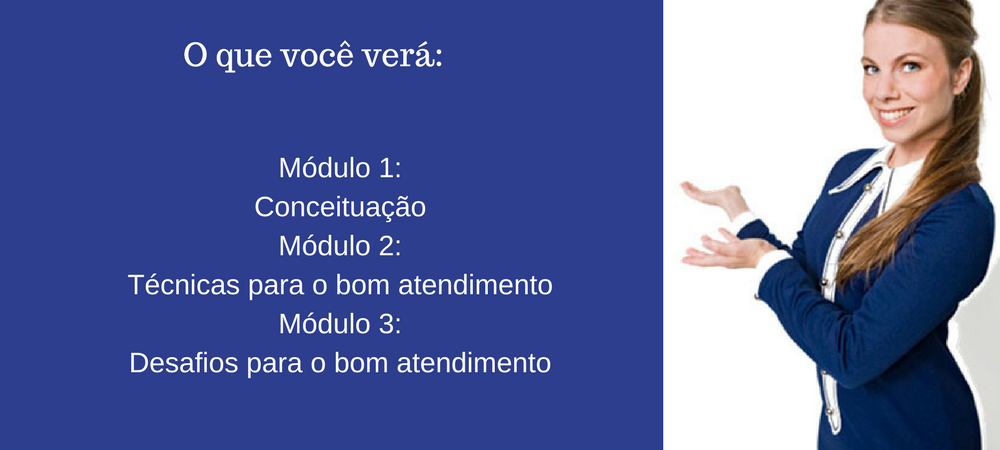 O que você verá:
Módulo 1:
Conceituação
Módulo 2:
Técnicas para o bom atendimento
Módulo 3:
Desafios para o bom atendimento